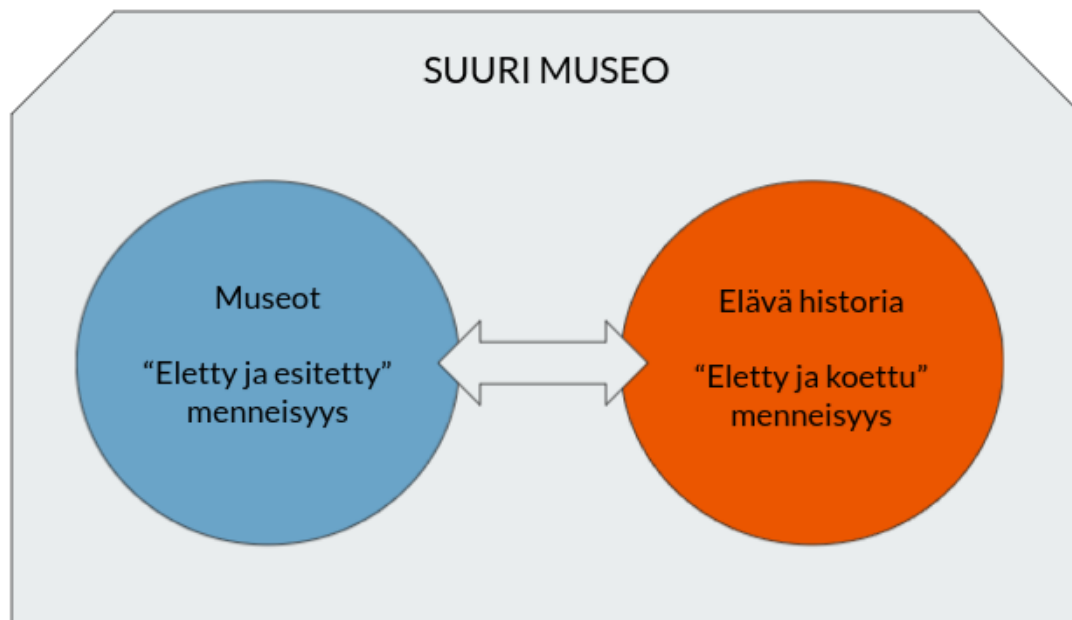 SUURI MUSEO
Museot
“Eletty ja esitetty”
menneisyys
Elävä historia
“Eletty ja koettu”
menneisyys